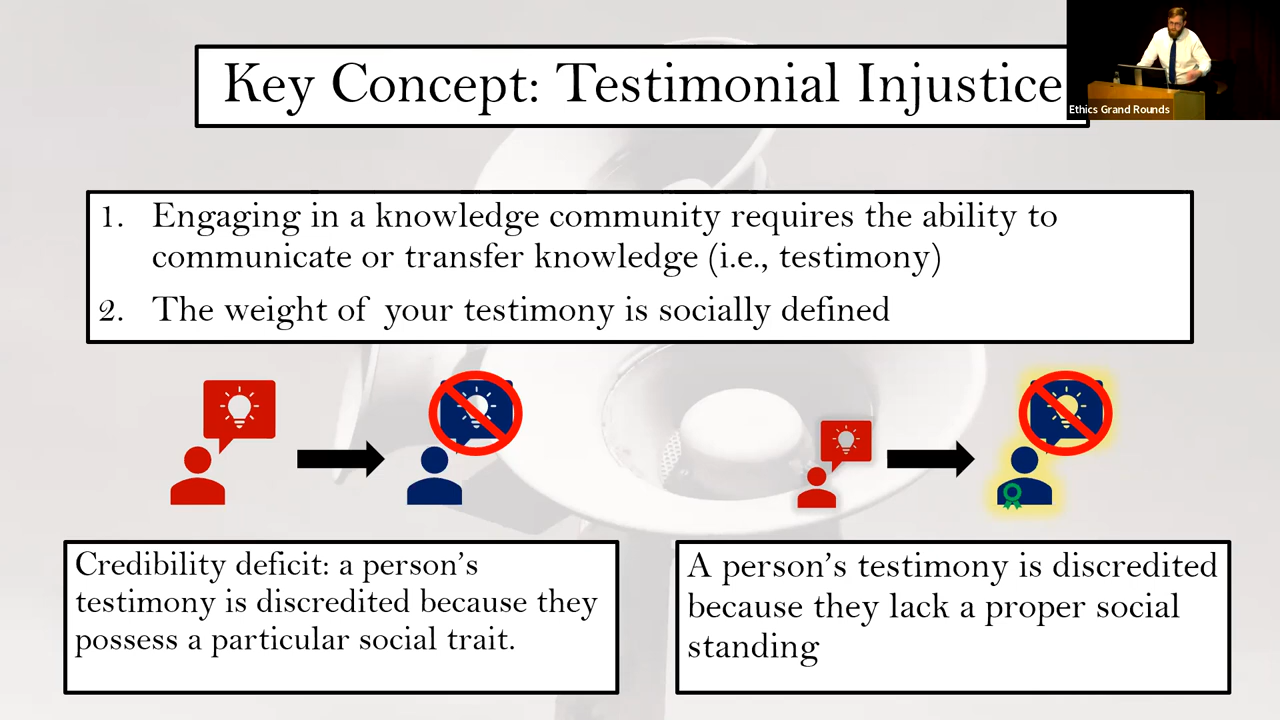 Key Concept: Testimonial Injustice
Ethics Grand Rounds
1. Engaging in a knowledge community requires the ability to
communicate or transfer knowledge (i.e., testimony)
2. The weight of your testimony is socially defined
Credibility deficit: a person's
testimony is discredited because they
possess a particular social trait.
A person's testimony is discredited
because they lack a proper social
standing